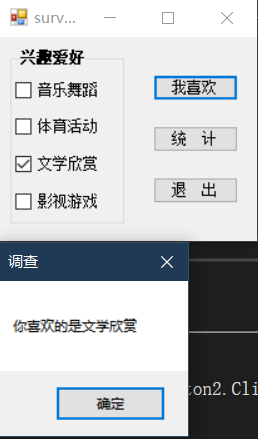 surv...
兴趣爱好
音乐舞蹈
我喜欢
体育活动
统 计
文学欣赏
退 出
影视游戏
调查
你喜欢的是文学欣赏
确定
ton2.Cli